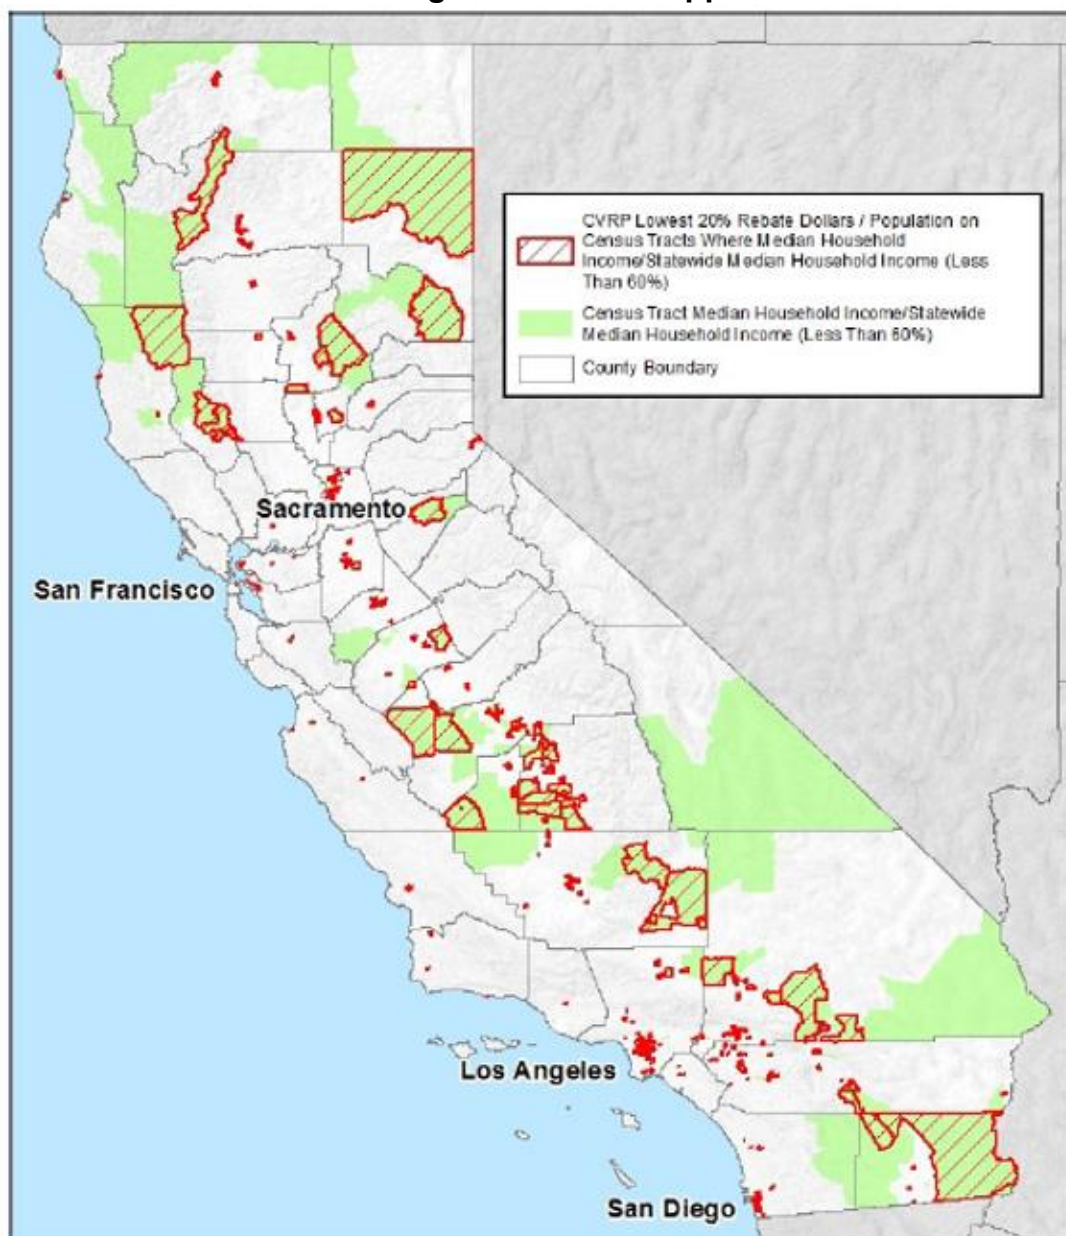 CVRP Lowest 20% Rebate Dollars / Population on
Census Tracts Where Median Household
Income/Statewide Median Household Income (Less
Than 60%)
Census Tract Median Household Income/Statewide
Median Household Income (Less Than 60%)
County Boundary
Sacramento
San Francisco
Los Angeles
San Diego